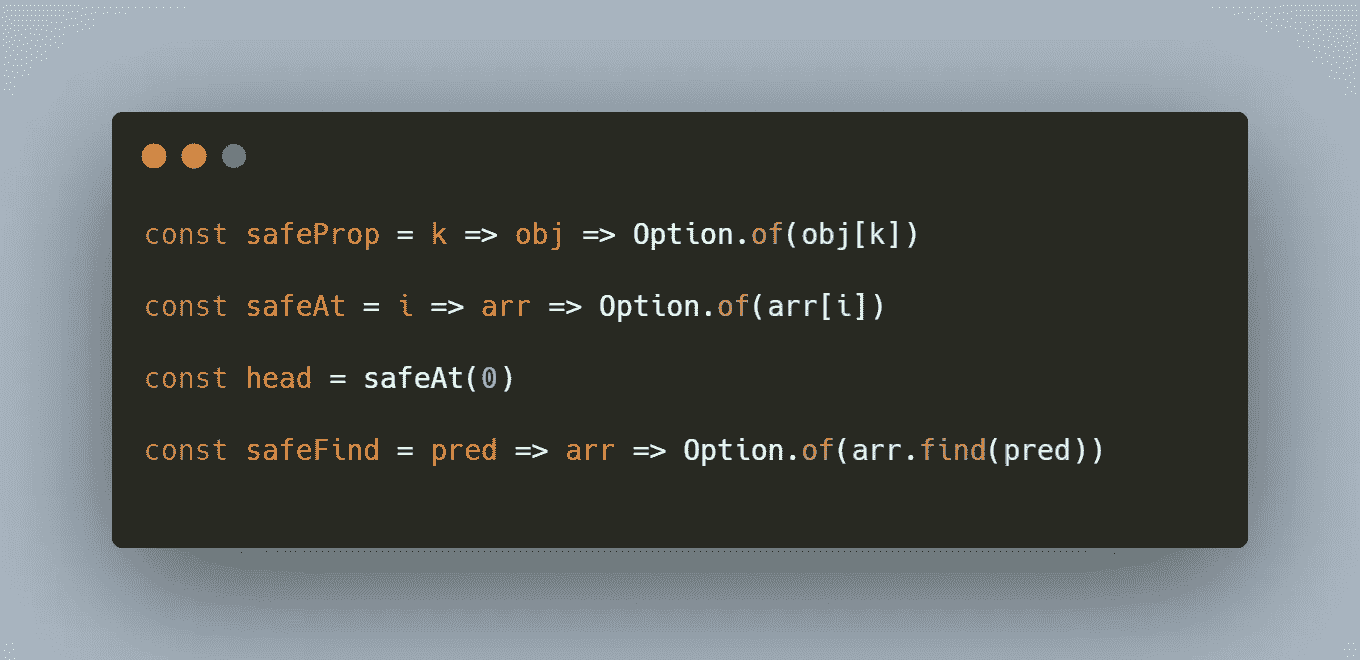 const safeProp = k => obj => Option.of(obj[k])
const safeAt = i => arr => Option.of(arr[i])
const head = safeAt(0)
const safeFind = pred => arr => Option.of(arr.find(pred))